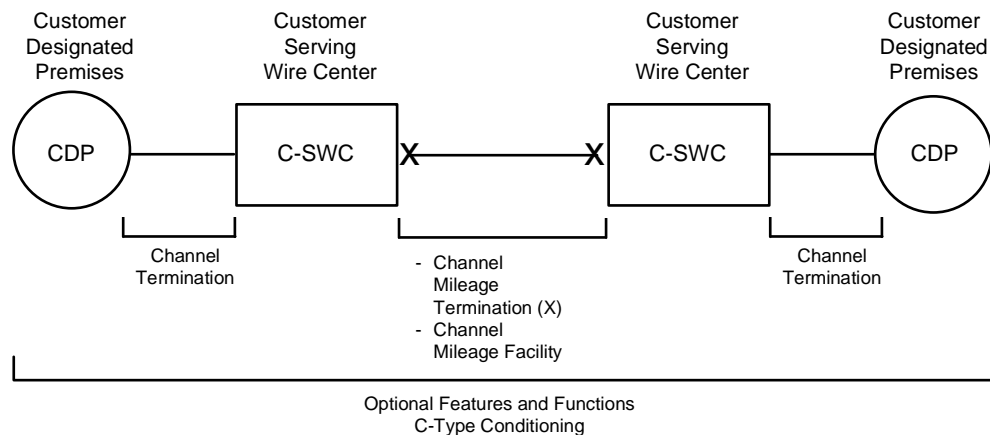 Customer
Designated
Premises
Customer
Serving
Wire Center
Customer
Serving
Wire Center
Customer
Designated
Premises
CDP
C-SWC
X
X
C-SWC
CDP
Channel
Termination
- Channel
Mileage
Termination (X)
- Channel
Mileage Facility
Channel
Termination
Optional Features and Functions
C-Type Conditioning